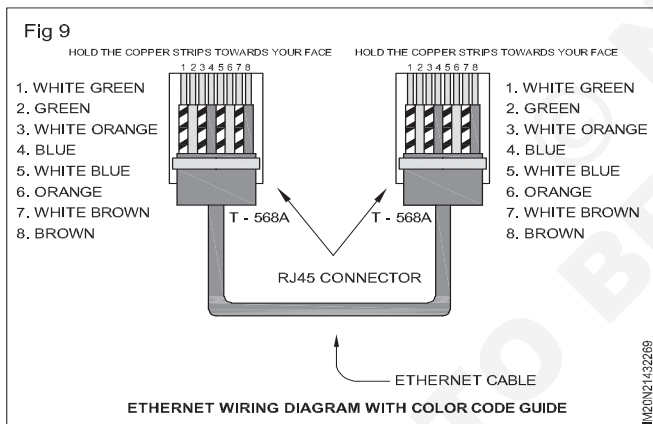 Fig 9
HOLD THE COPPER STRIPS TOWARDS YOUR FACE
1 2 3 4 5 6 7 8
1. WHITE GREEN
2. GREEN
3. WHITE ORANGE
4. BLUE
5. WHITE BLUE
6. ORANGE
7. WHITE BROWN
8. BROWN
T - 568A
HOLD THE COPPER STRIPS TOWARDS YOUR FACE
1 2 3 4 5 6 7 8
1. WHITE GREEN
2. GREEN
3. WHITE ORANGE
4. BLUE
5. WHITE BLUE
6. ORANGE
7. WHITE BROWN
8. BROWN
T - 568A
RJ45 CONNECTOR
ETHERNET CABLE
ETHERNET WIRING DIAGRAM WITH COLOR CODE GUIDE
IM20N21432269
©
TO B